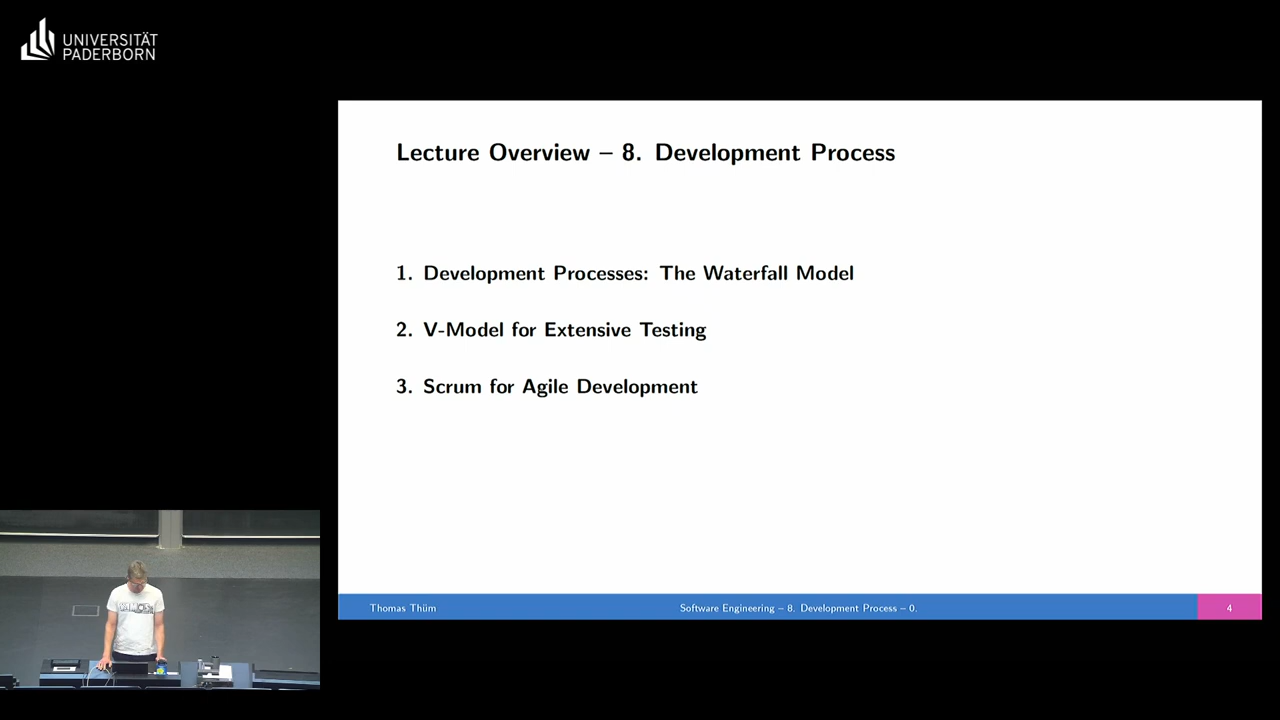 UNIVERSITÄT
PADERBORN
Lecture Overview – 8. Development Process
1. Development Processes: The Waterfall Model
2. V-Model for Extensive Testing
3. Scrum for Agile Development
Thomas Thüm
Software Engineering – 8. Development Process – 0.
4